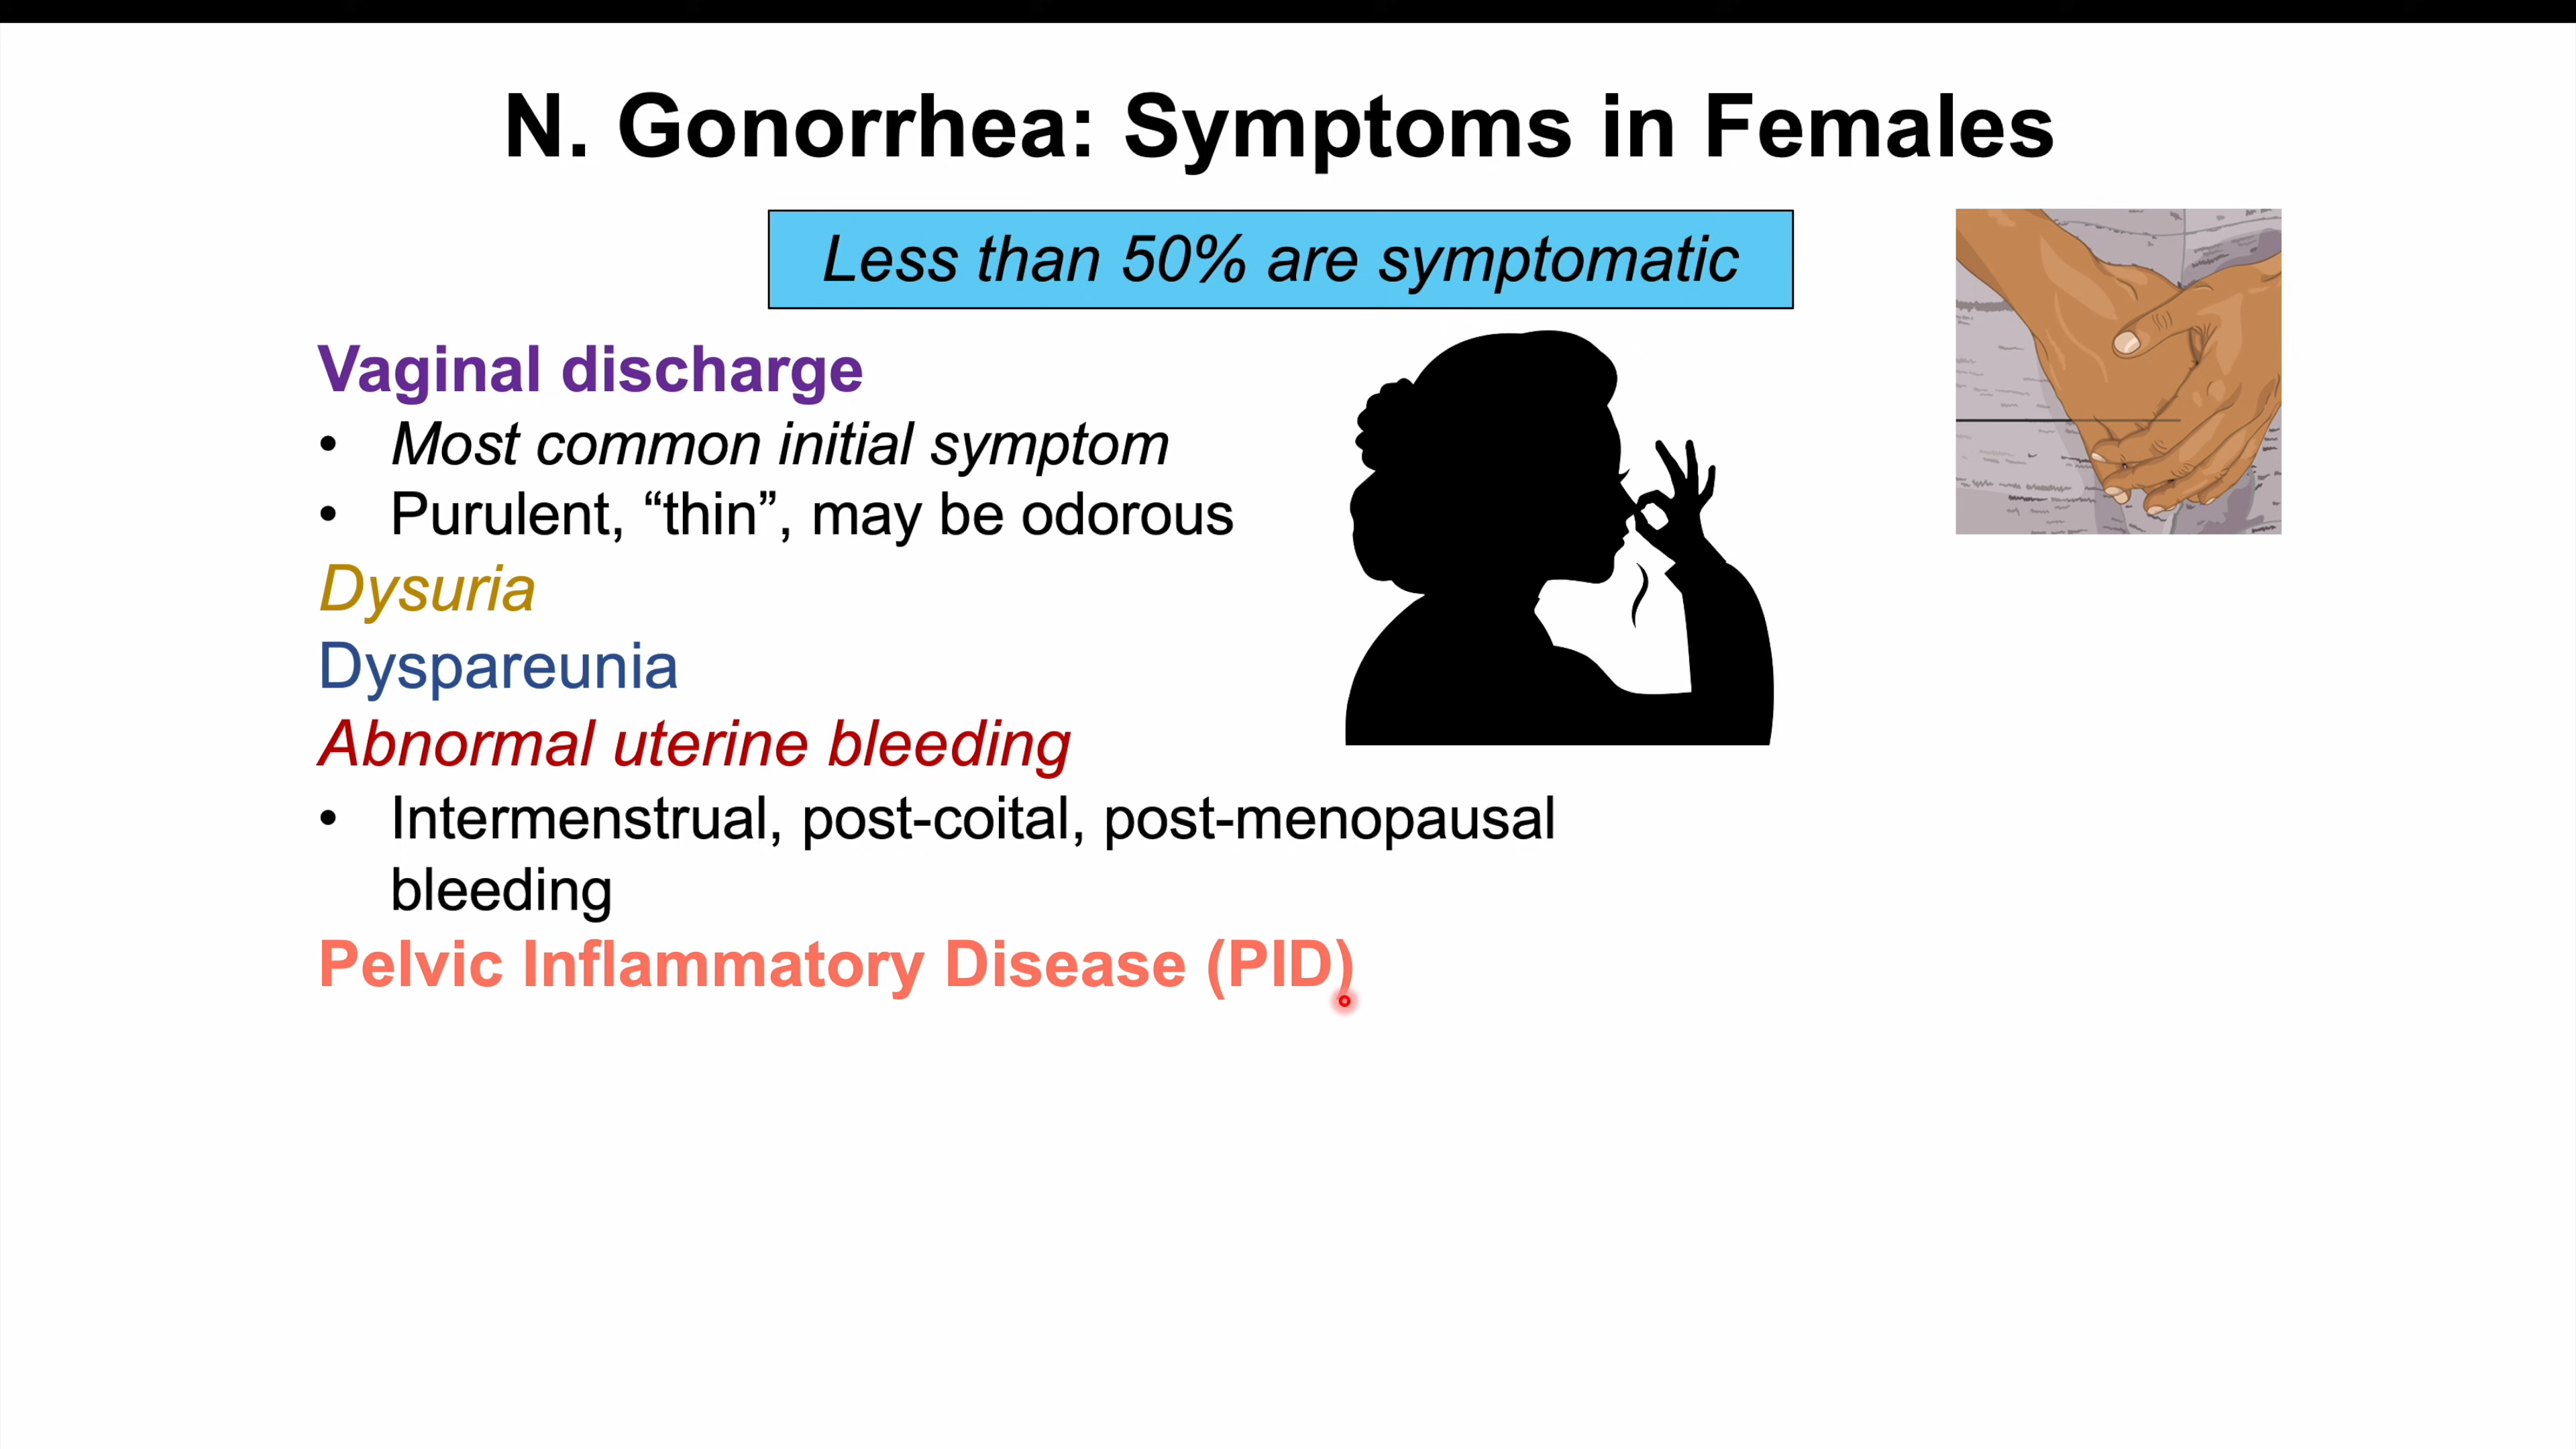 N. Gonorrhea: Symptoms in Females
Less than 50% are symptomatic
Vaginal discharge
• Most common initial symptom
• Purulent, “thin”, may be odorous
Dysuria
Dyspareunia
Abnormal uterine bleeding
• Intermenstrual, post-coital, post-menopausal
bleeding
Pelvic Inflammatory Disease (PID)